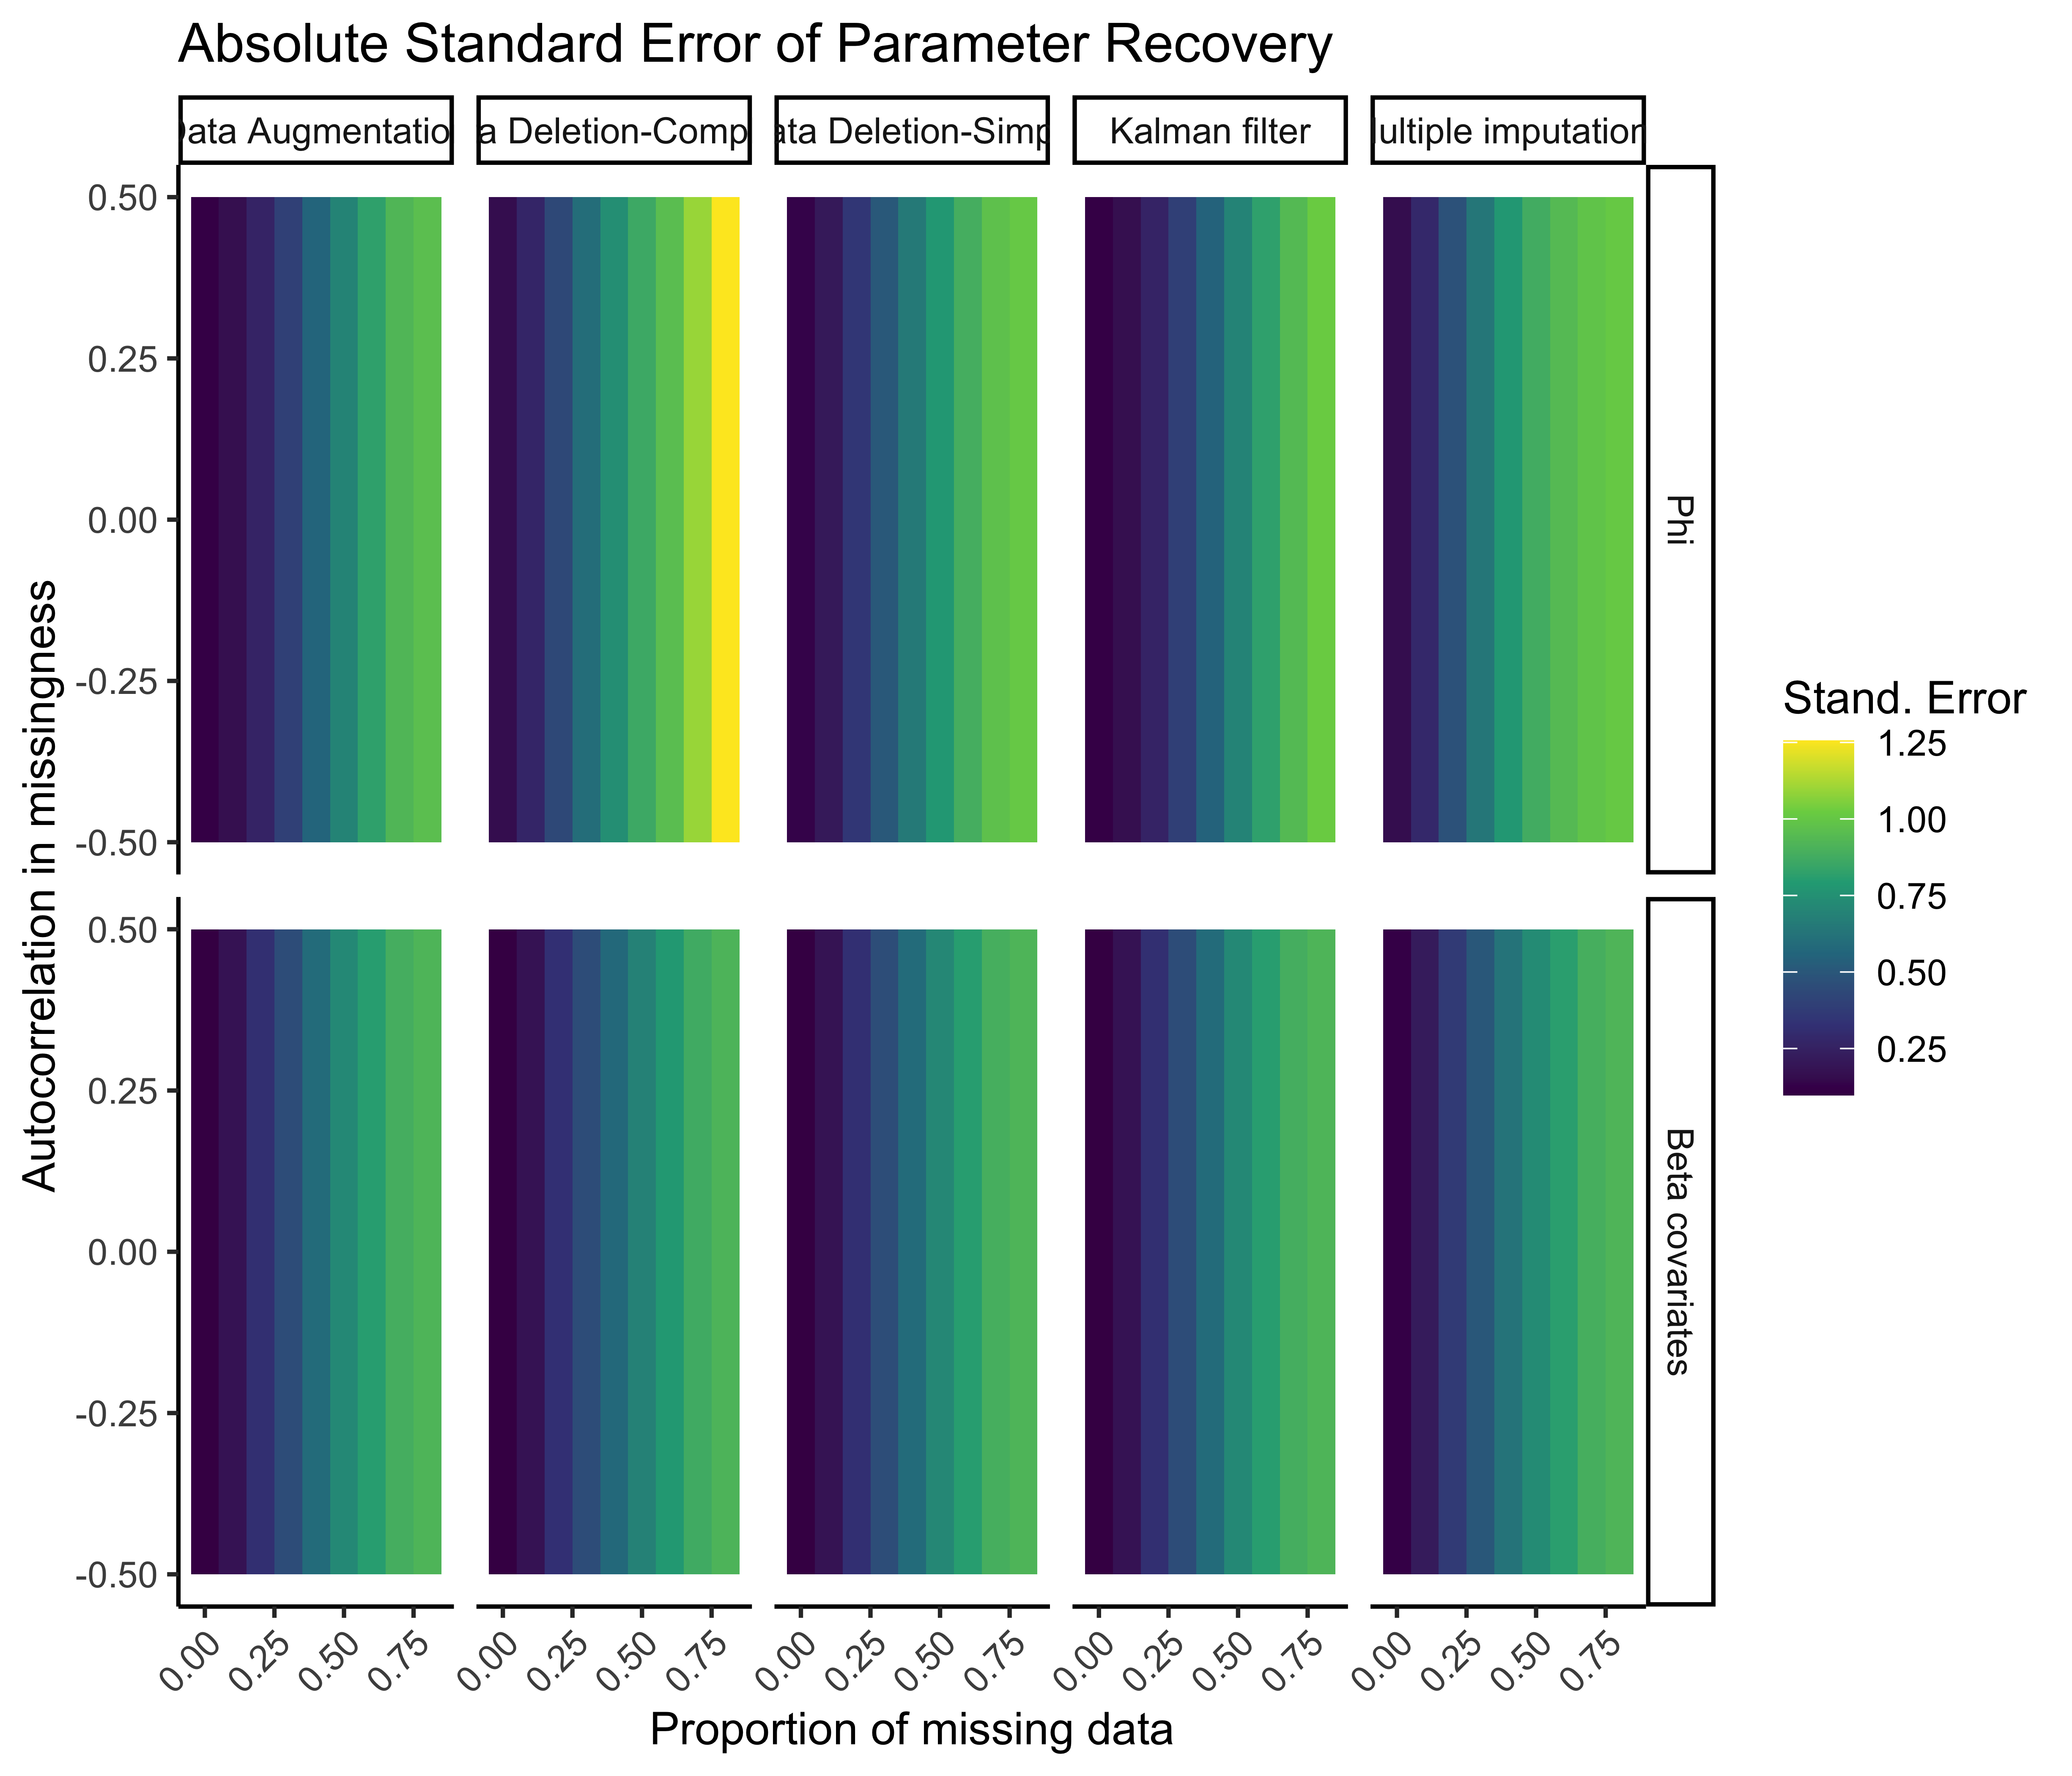 Absolute Standard Error of Parameter Recovery
ata Augmentatio
a Deletion-Comp
ata Deletion-Simp
Kalman filter
ultiple imputation
0.50
0.25
0.00
-0.25
-0.50
Phi
0.50
0.25
0.00
-0.25
-0.50
Beta covariates
Autocorrelation in missingness
0.00 0.25 0.50 0.75
0.00 0.25 0.50 0.75
0.00 0.25 0.50 0.75
0.00 0.25 0.50 0.75
0.00 0.25 0.50 0.75
Proportion of missing data
Stand. Error
1.25
1.00
0.75
0.50
0.25